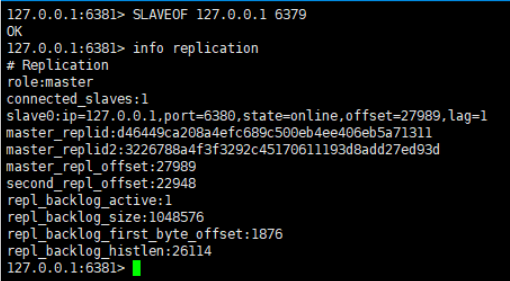 127.0.0.1:6381> SLAVEOF 127.0.0.1 6379
OK
127.0.0.1:6381> info replication
# Replication
role:master
connected_slaves:1
slave0:ip=127.0.0.1,port=6380,state=online,offset=27989,lag=1
master_replid:d46449ca208a4efc689c500eb4ee406eb5a71311
master_replid2:3226788a4f3f3292c45170611193d8add27ed93d
master_repl_offset:27989
second_repl_offset:22948
repl_backlog_active:1
repl_backlog_size:1048576
repl_backlog_first_byte_offset:1876
repl_backlog_histlen:26114
127.0.0.1:6381>